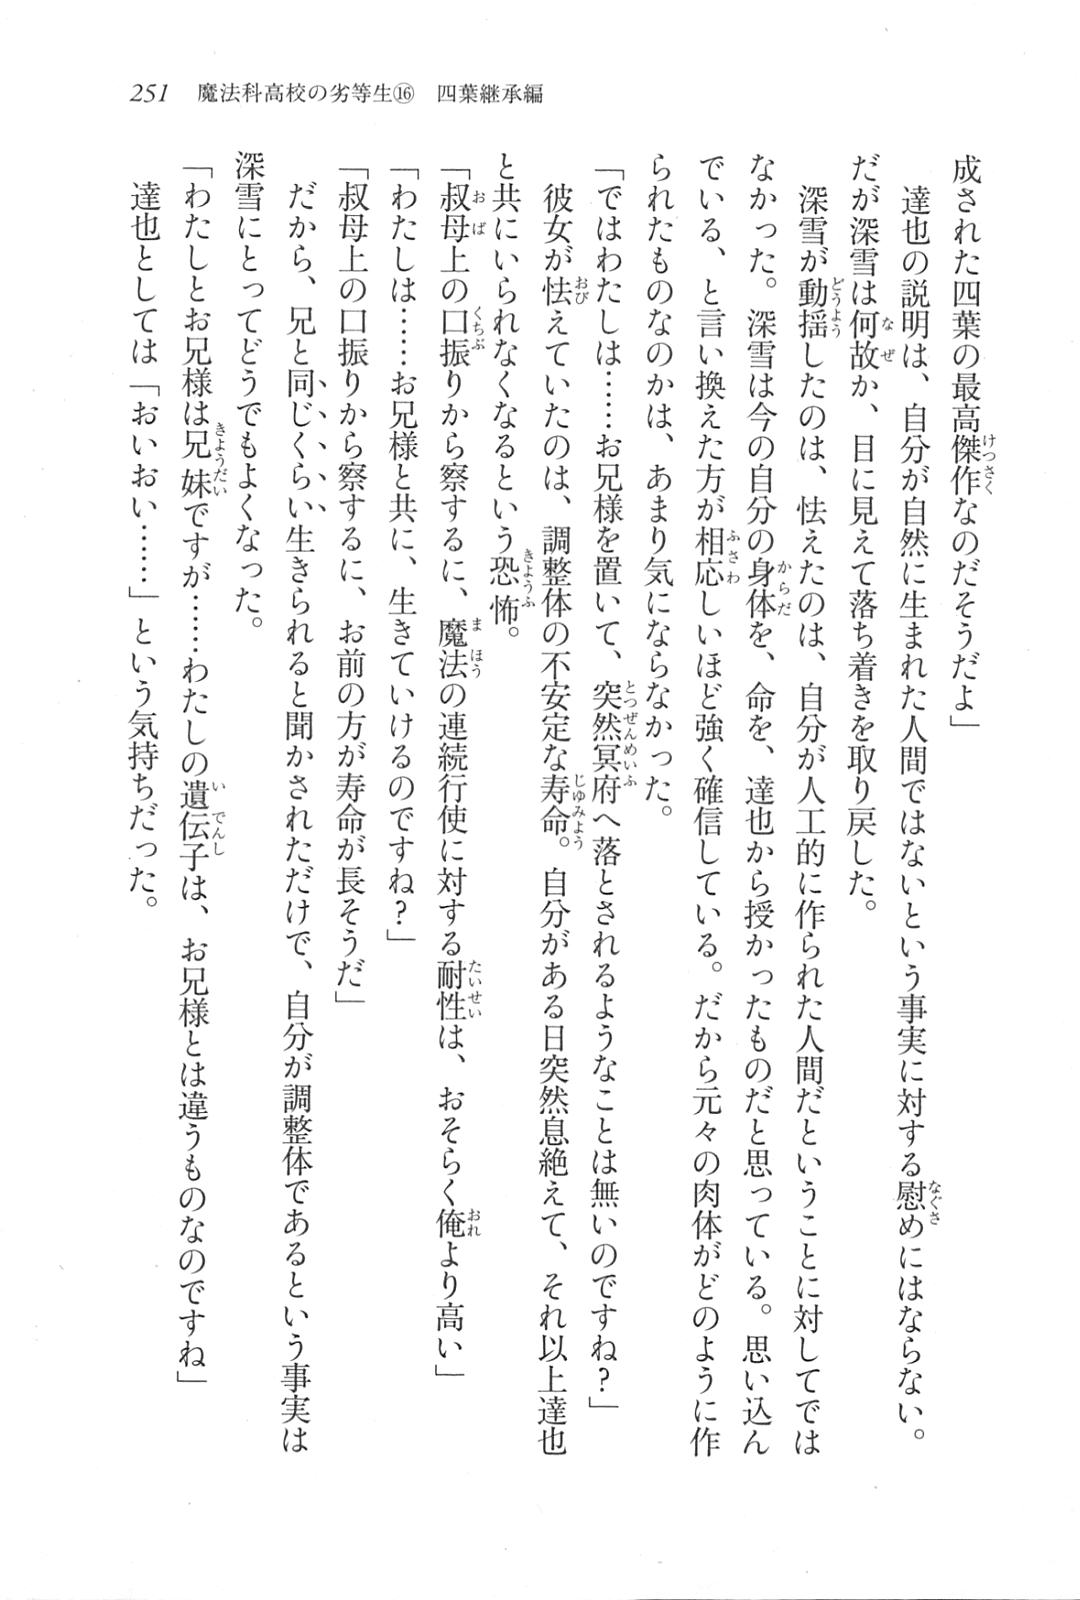 251　魔法科高校の劣等生⑯　四葉継承編
成された四葉の最高傑作なのだそうだよ」
　達也の説明は、自分が自然に生まれた人間ではないという事実に対する慰めにはならない。
だが深雪は何故か、目に見えて落ち着きを取り戻した。
　深雪が動揺したのは、怯えたのは、自分が人工的に作られた人間だということに対してでは
なかった。深雪は今の自分の身体を、命を、達也から授かったものだと思っている。思い込ん
でいる、と言い換えた方が相応しいほど強く確信している。だから元々の肉体がどのように作
られたものなのかは、あまり気にならなかった。
「ではわたしは……お兄様を置いて、突然冥府へ落とされるようなことは無いのですね？」
　彼女が怯えていたのは、調整体の不安定な寿命。自分がある日突然息絶えて、それ以上達也
と共にいられなくなるという恐怖。
「叔母上の口振りから察するに、魔法の連続行使に対する耐性は、おそらく俺より高い」
「わたしは……お兄様と共に、生きていけるのですね？」
「叔母上の口振りから察するに、お前の方が寿命が長そうだ」
　だから、兄と同じくらい生きられると聞かされただけで、自分が調整体であるという事実は
深雪にとってどうでもよくなった。
「わたしとお兄様は兄妹ですが……わたしの遺伝子は、お兄様とは違うものなのですね」
　達也としては「おいおい……」という気持ちだった。